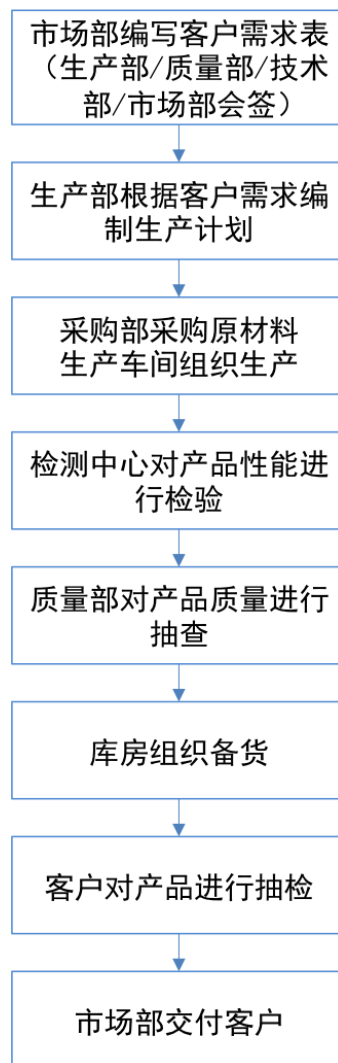 市场部编写客户需求表
（生产部/质量部/技术
部/市场部会签）
生产部根据客户需求编
制生产计划
采购部采购原材料
生产车间组织生产
检测中心对产品性能进
行检验
质量部对产品质量进行
抽查
库房组织备货
客户对产品进行抽检
市场部交付客户